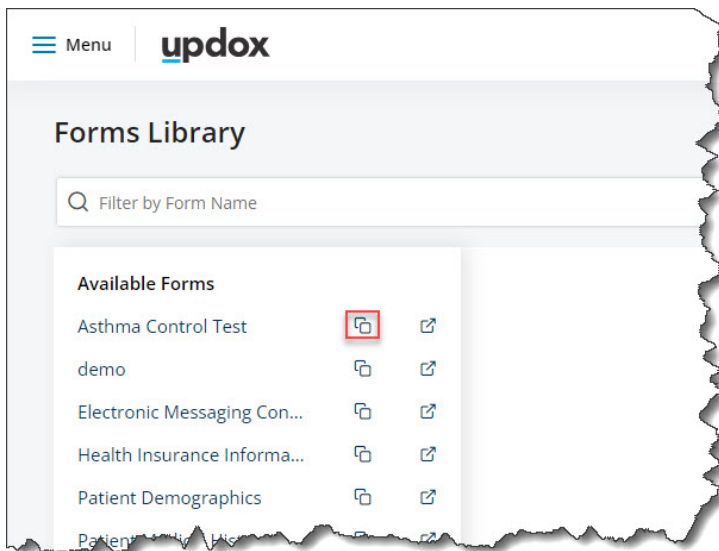 Menu
updox
Forms Library
Filter by Form Name
Available Forms
Asthma Control Test
demo
Electronic Messaging Con...
Health Insurance Informa...
Patient Demographics
Patient